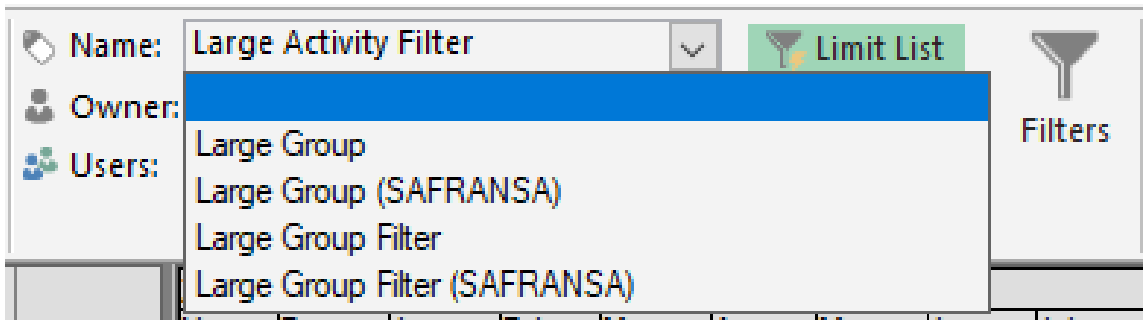 Name: Large Activity Filter Limit List
Owner:
Users:
Filters
Large Group
Large Group (SAFRANSA)
Large Group Filter
Large Group Filter (SAFRANSA)